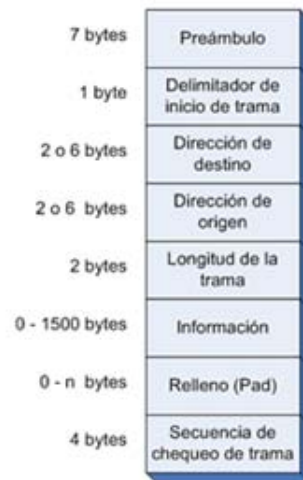 7 bytes Preámbulo
1 byte Delimitador de
inicio de trama
2 o 6 bytes Dirección de
destino
2 o 6 bytes Dirección de
origen
2 bytes Longitud de la
trama
0 - 1500 bytes Información
0 - n bytes Relleno (Pad)
4 bytes Secuencia de
chequeo de trama